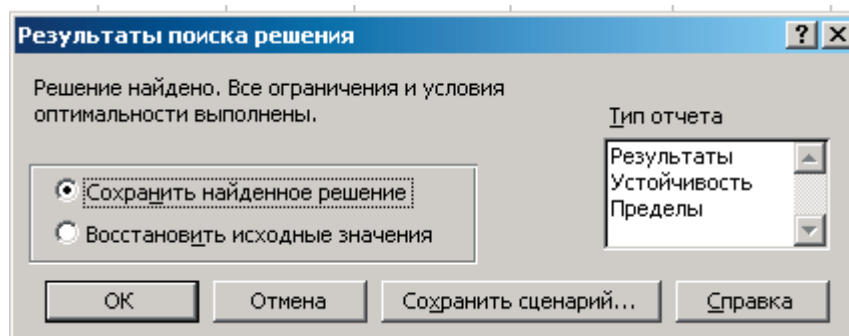 Результаты поиска решения
Решение найдено. Все ограничения и условия
оптимальности выполнены.
Тип отчета
Результаты
Устойчивость
Пределы
Сохранить найденное решение
Восстановить исходные значения
ОК
Отмена
Сохранить сценарий...
Справка